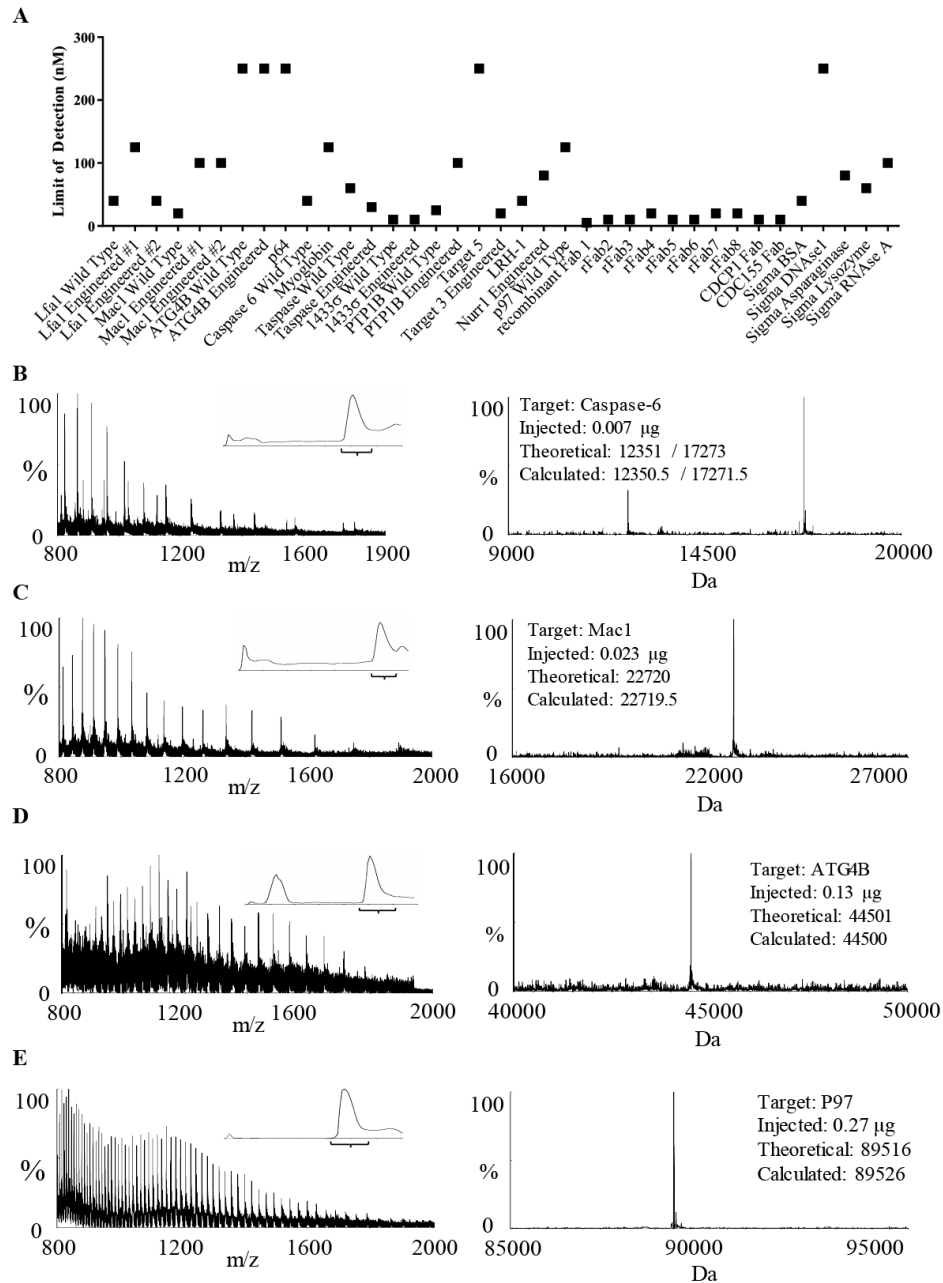 A
Limit of Detection (nM)
300
200
100
0
Lfa1 Wild Type
Lfa1 Engineered #1
Lfa1 Engineered #2
Mac1 Wild Type
Mac1 Engineered #1
Mac1 Engineered #2
ATG4B Wild Type
ATG4B Engineered
p64
Caspase 6 Wild Type
Myoglobin
Taspase Wild Type
Taspase Engineered
1433σ Wild Type
1433σ Engineered
PTP1B Wild Type
PTP1B Engineered
Target 5
Target 3 Engineered
LRH-1
Nurr1 Engineered
p97 Wild Type
recombinant Fab 1
rFab2
rFab3
rFab4
rFab5
rFab6
rFab7
rFab8
CDCP1 Fab
CDC155 Fab
Sigma BSA
Sigma DNAse1
Sigma Asparaginase
Sigma Lysozyme
Sigma RNAse A
B
100
%
0
800 1200 1600 1900
m/z
100
%
0
Target: Caspase-6
Injected: 0.007 μg
Theoretical: 12351 / 17273
Calculated: 12350.5 / 17271.5
9000 14500 20000
Da
C
100
%
0
800 1200 1600 2000
m/z
100
%
0
Target: Mac1
Injected: 0.023 μg
Theoretical: 22720
Calculated: 22719.5
16000 22000 27000
Da
D
100
%
0
800 1200 1600 2000
m/z
100
%
0
Target: ATG4B
Injected: 0.13 μg
Theoretical: 44501
Calculated: 44500
40000 45000 50000
Da
E
100
%
0
800 1200 1600 2000
m/z
100
%
0
Target: P97
Injected: 0.27 μg
Theoretical: 89516
Calculated: 89526
85000 90000 95000
Da